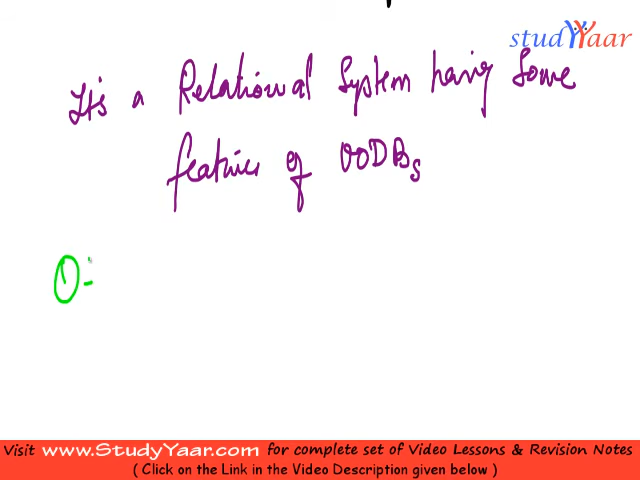 studYYaar
It's a Relational System having Some
features of OODBs
O-
Visit www.StudyYaar.com for complete set of Video Lessons & Revision Notes
( Click on the Link in the Video Description given below )